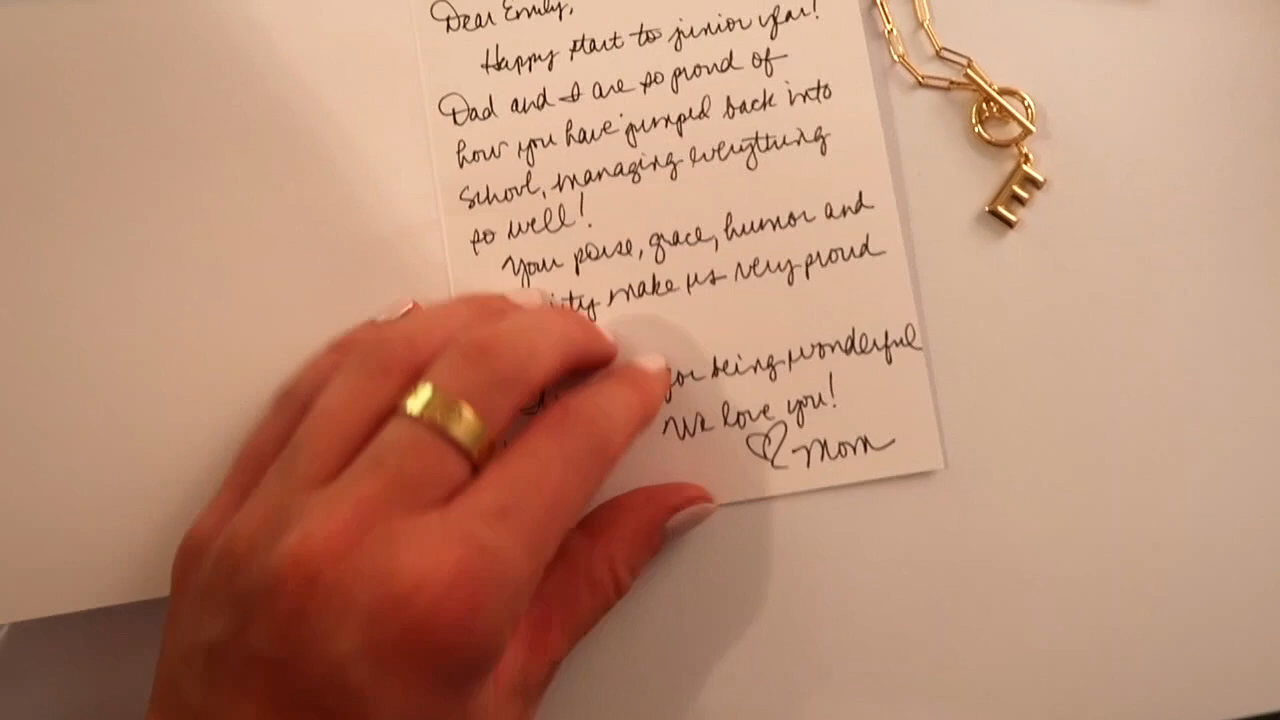 Dear Emily,
Happy start to junior year!
Dad and I are so proud of
how you have jumped back into
school, managing everything
so well!
Your poise, grace, humor and
make us very proud
for being wonderful
We love you!
♡ Mom
E